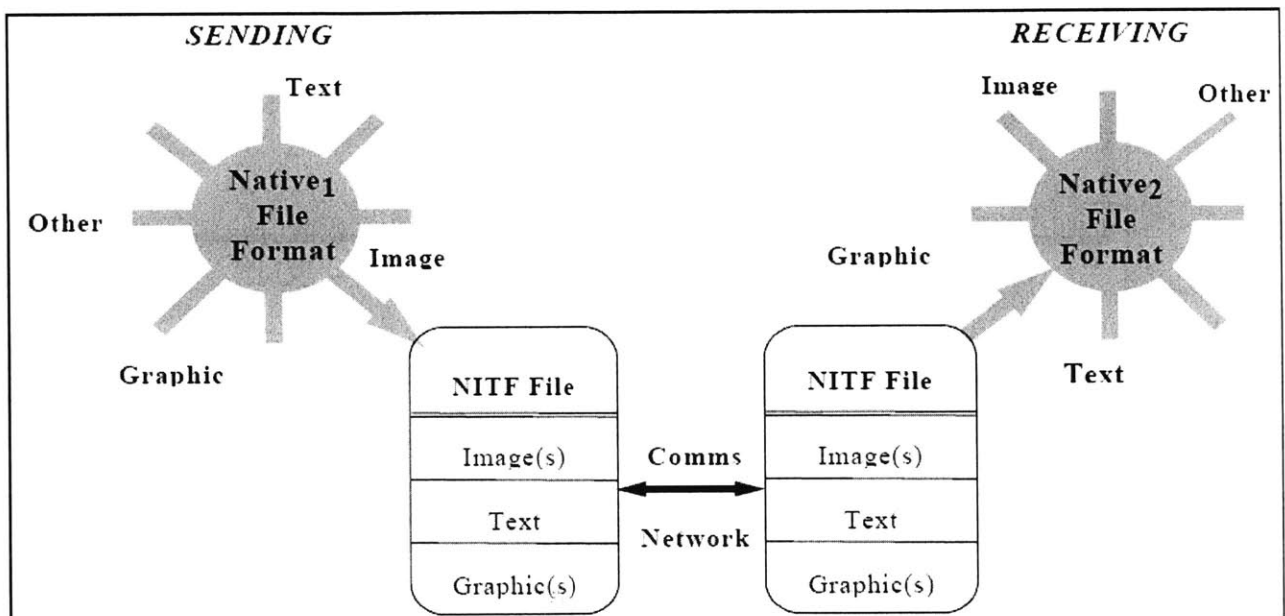 SENDING
RECEIVING
Text
Image
Other
Native1
File
Format
Native2
File
Format
Other
Image
Graphic
Graphic
Text
NITF File
Image(s)
Text
Graphic(s)
Comms
Network
NITF File
Image(s)
Text
Graphic(s)